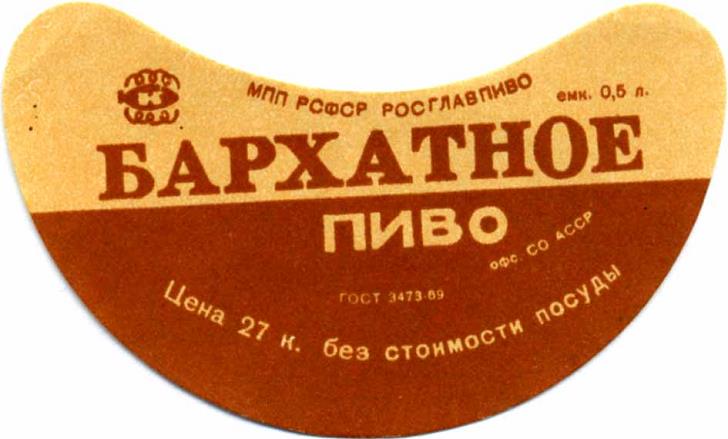 МПП РСФСР РОСГЛАВПИВО
емк. 0,5 л.
К
БАРХАТНОЕ
ПИВО
офс. СО АССР
ГОСТ 3473-69
Цена 27 к. без стоимости посуды